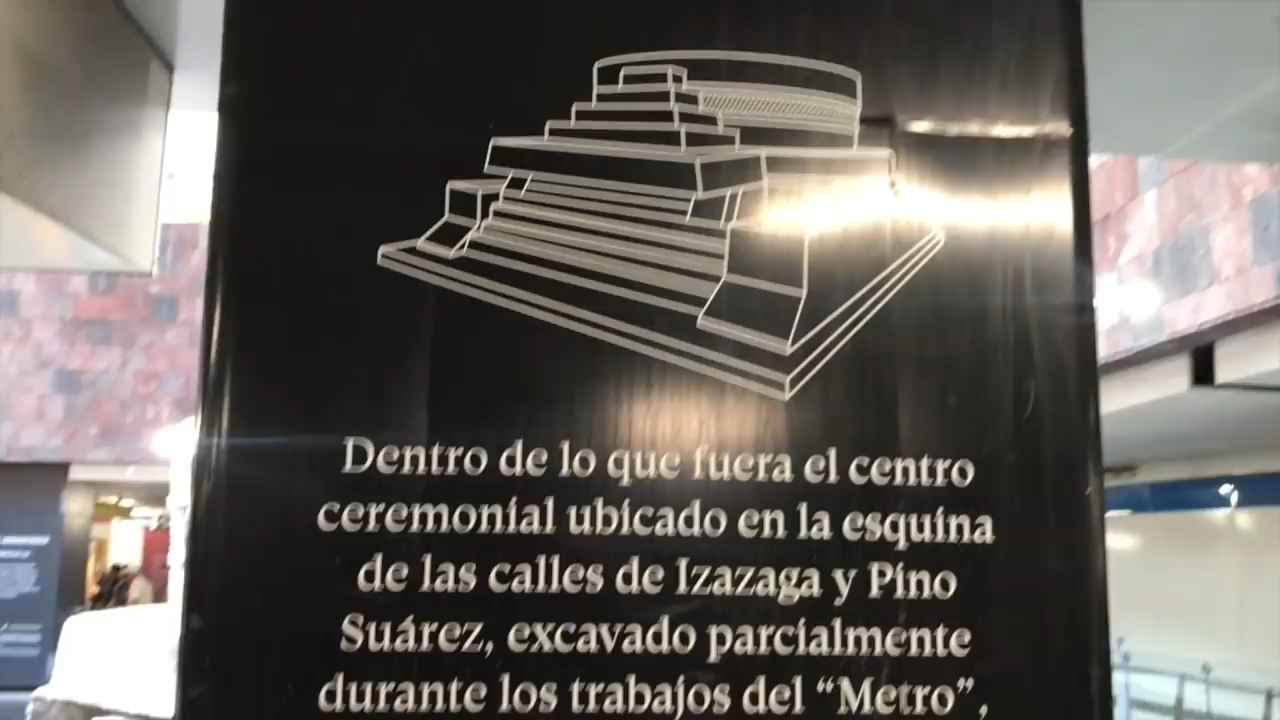 Dentro de lo que fuera el centro
ceremonial ubicado en la esquina
de las calles de Izazaga y Pino
Suárez, excavado parcialmente
durante los trabajos del “Metro”,